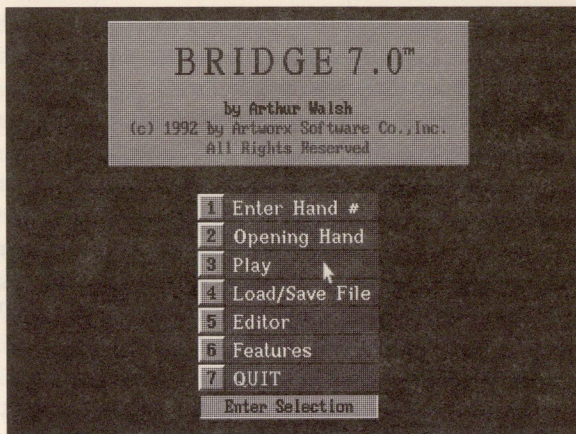 BRIDGE 7.0™
by Arthur Walsh
(c) 1992 by Artworx Software Co.,Inc.
All Rights Reserved
1 Enter Hand #
2 Opening Hand
3 Play
4 Load/Save File
5 Editor
6 Features
7 QUIT
Enter Selection